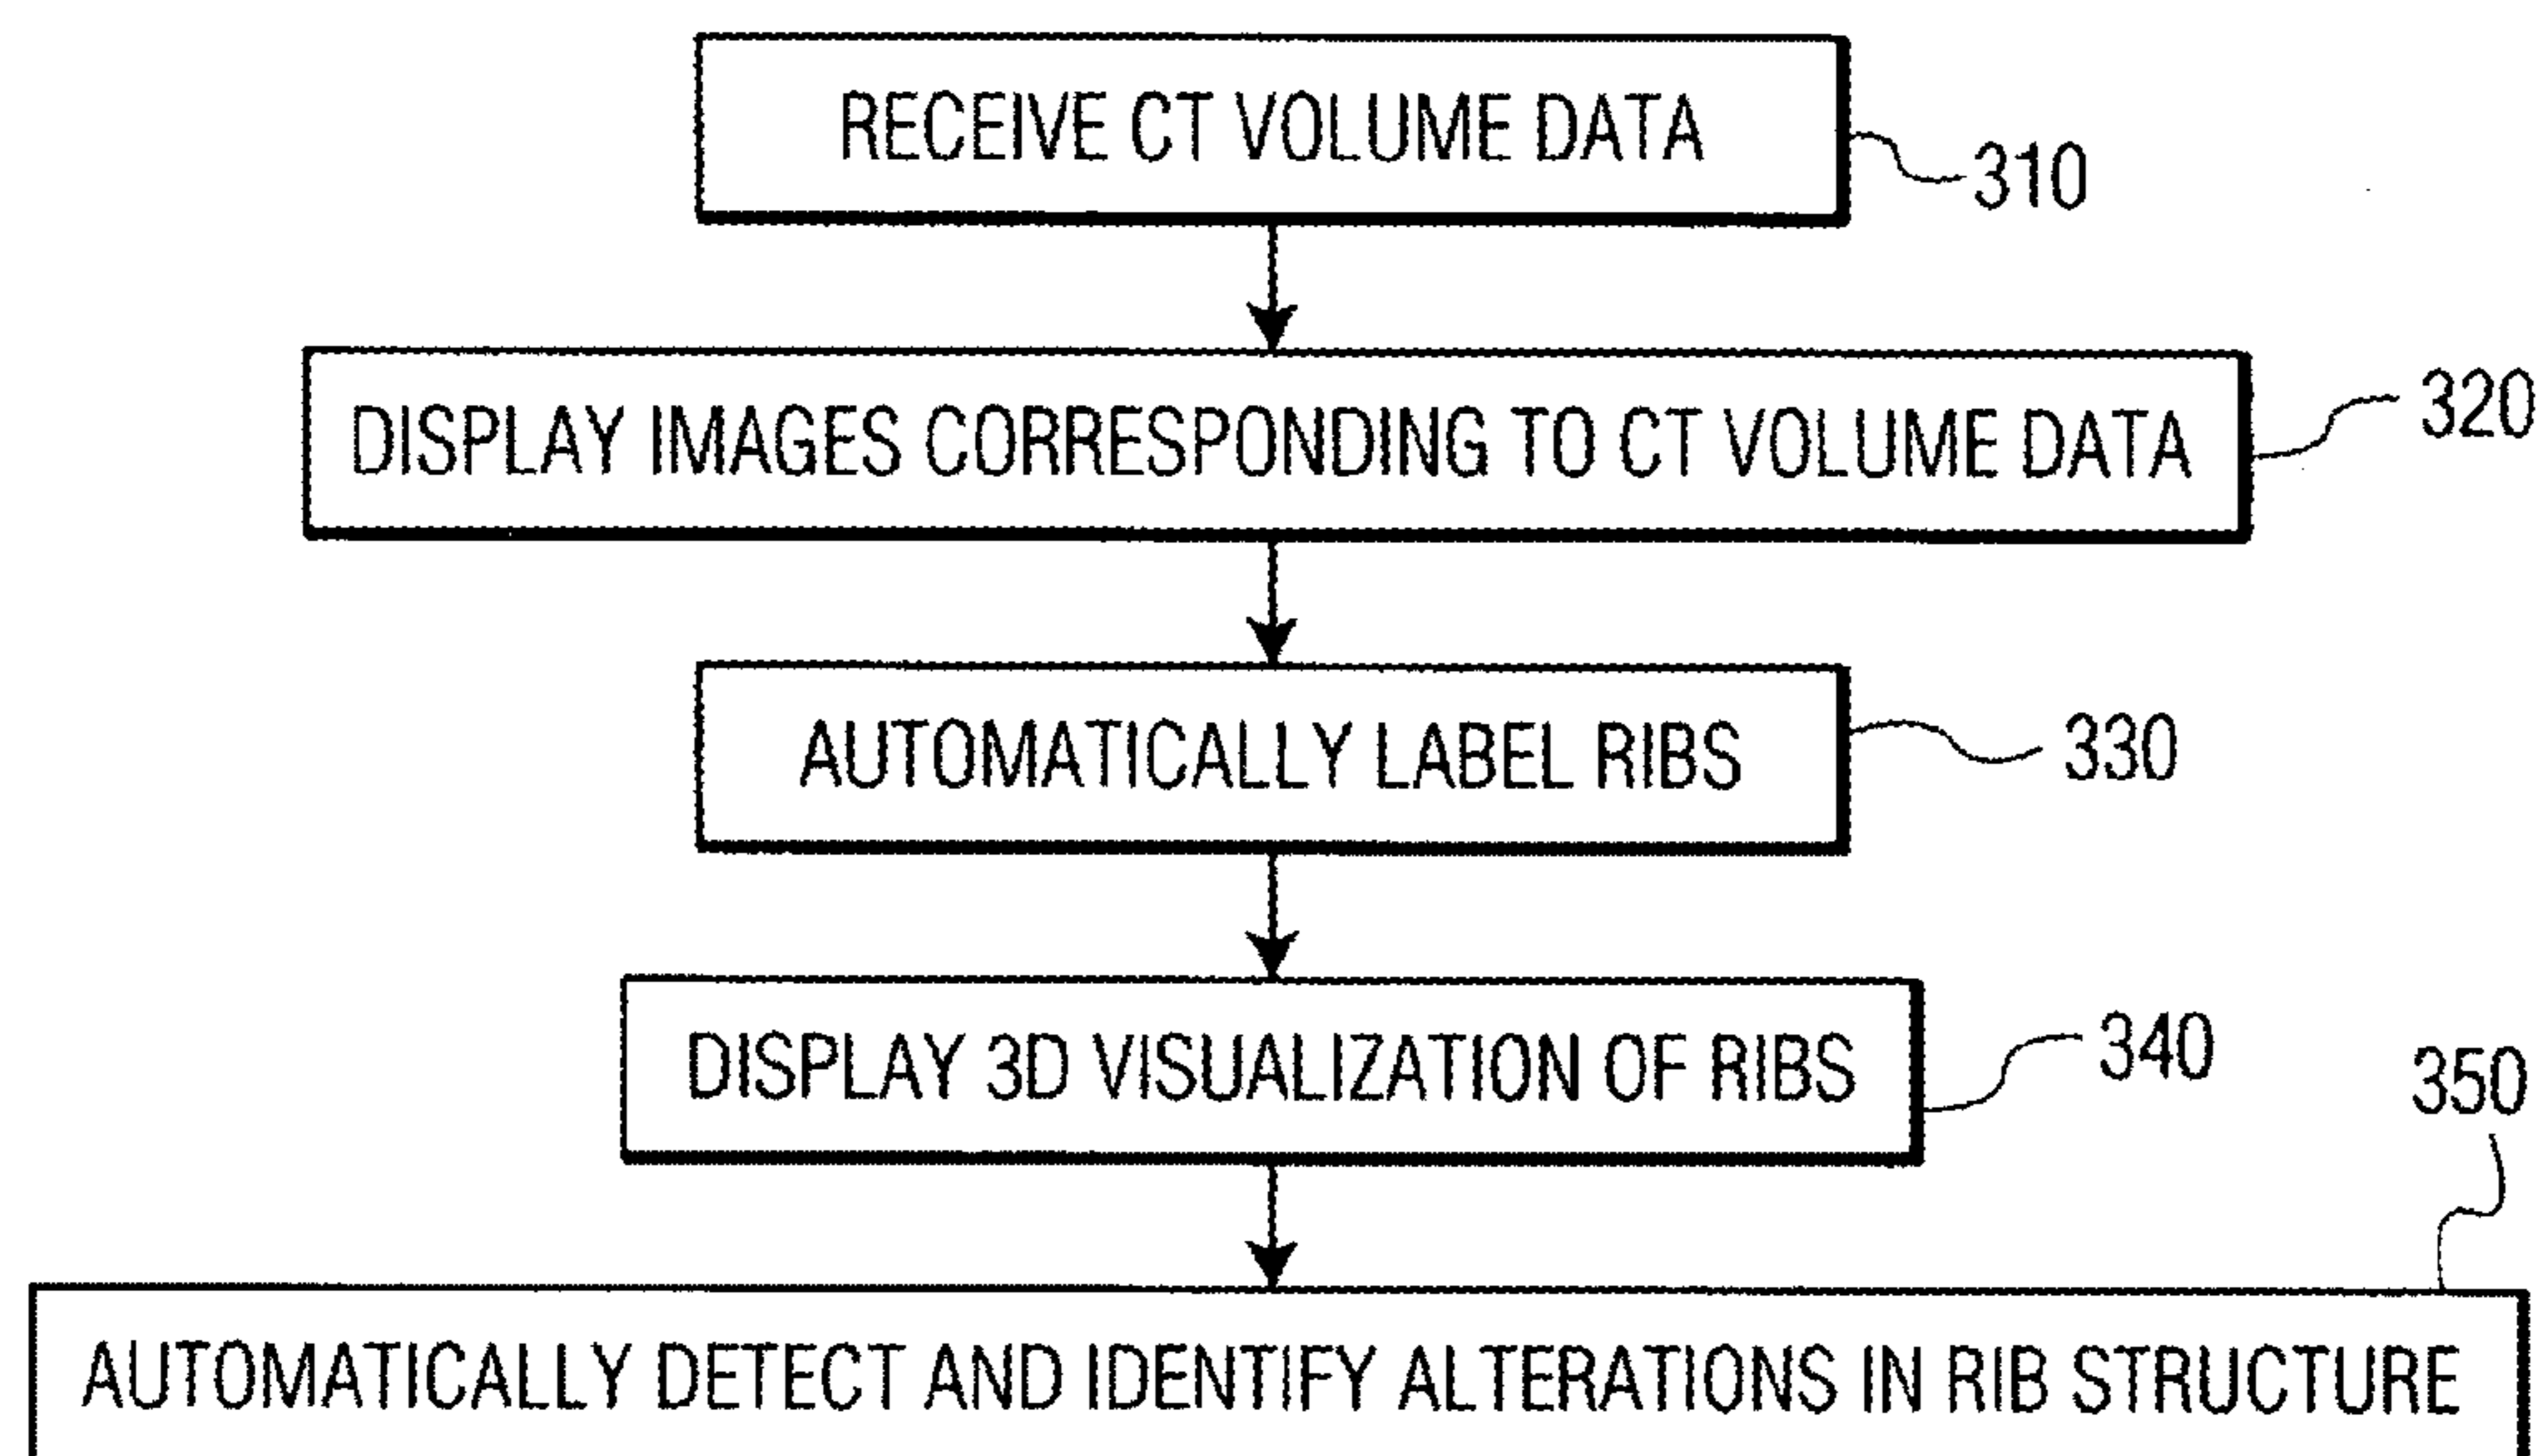 RECEIVE CT VOLUME DATA
310
DISPLAY IMAGES CORRESPONDING TO CT VOLUME DATA
320
AUTOMATICALLY LABEL RIBS
330
DISPLAY 3D VISUALIZATION OF RIBS
340
350
AUTOMATICALLY DETECT AND IDENTIFY ALTERATIONS IN RIB STRUCTURE